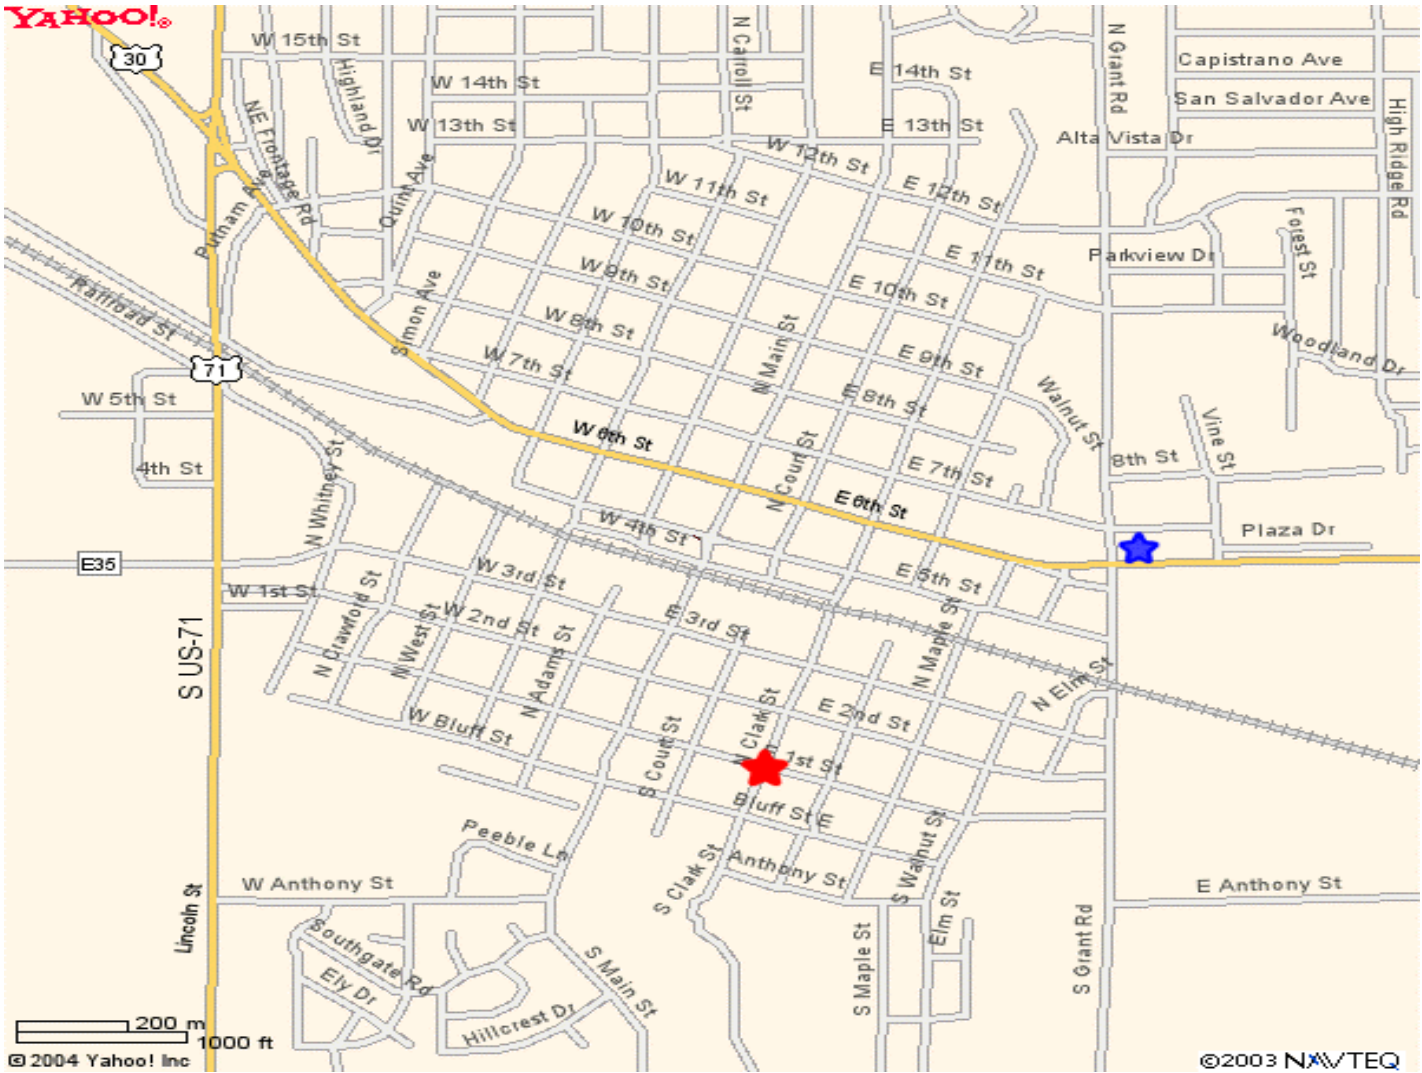 YAHOO!®
30
W 15th St
N Carroll St
N Grant Rd
Capistrano Ave
E 14th St
W 14th St
Highland Dr
San Salvador Ave
High Ridge Rd
NE Frontage Rd
W 13th St
E 13th St
Alta Vista Dr
W 12th St
Putnam Ave
Quint Ave
W 11th St
E 12th St
W 10th St
Forest St
Parkview Dr
E 11th St
W 9th St
E 10th St
Railroad St
Simon Ave
W 8th St
N Main St
Woodland Dr
W 7th St
E 9th St
71
W 5th St
E 8th St
Walnut St
Vine St
W 6th St
4th St
N Whitney St
N Court St
E 7th St
8th St
E 6th St
W 4th St
Plaza Dr
E35
W 3rd St
E 5th St
W 1st St
N Crawford St
N West St
W 2nd St
E 3rd St
N Maple St
S US-71
N Adams St
N Elm St
W Bluff St
S Court St
N Clark St
E 2nd St
1st St
Bluff St E
Peeble Ln
S Walnut St
W Anthony St
S Clark St
Anthony St
E Anthony St
Lincoln St
Elm St
Southgate Rd
S Maple St
S Grant Rd
Ely Dr
S Main St
Hillcrest Dr
200 m
1000 ft
© 2004 Yahoo! Inc
©2003 NAVTEQ